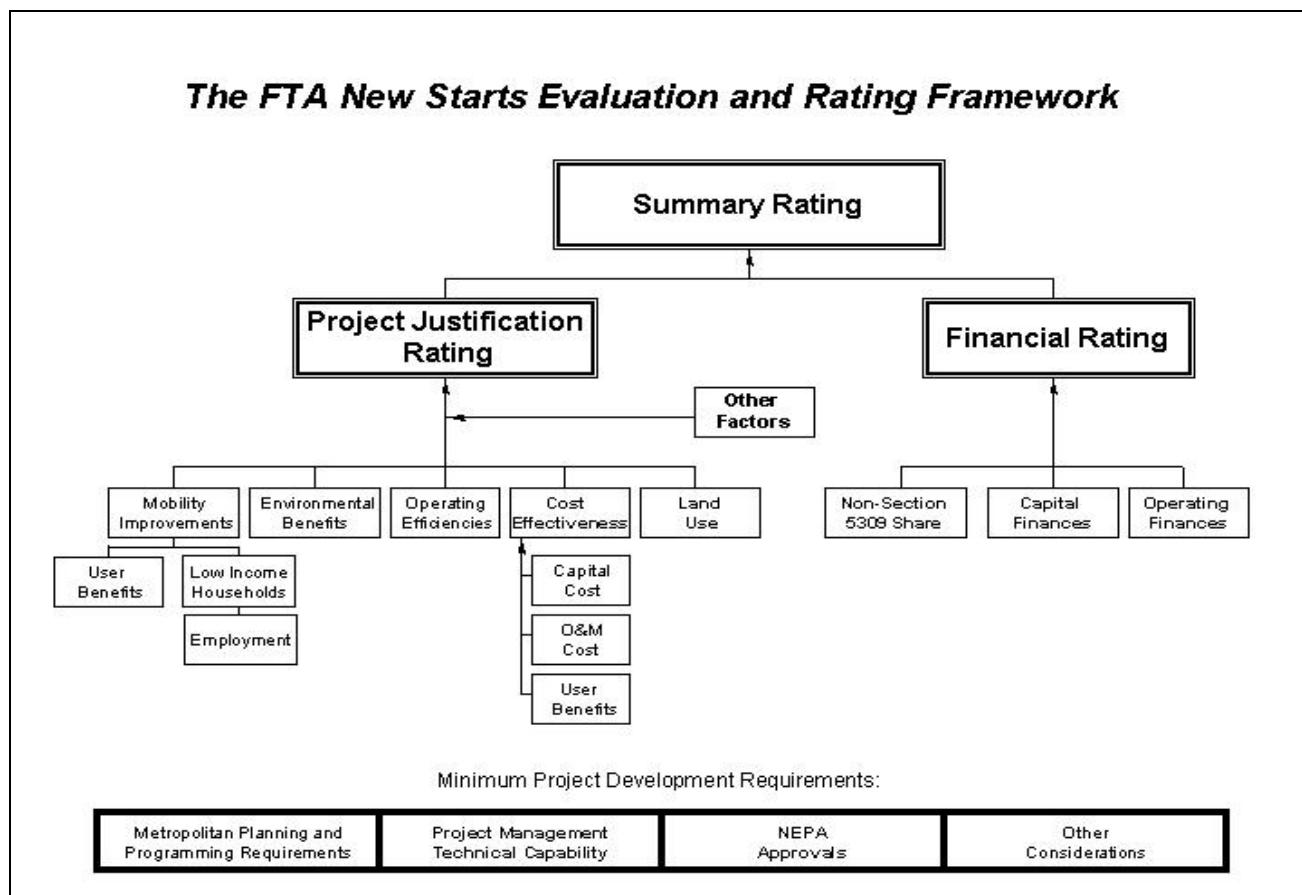 The FTA New Starts Evaluation and Rating Framework
Summary Rating
Project Justification
Rating
Financial Rating
Other
Factors
Mobility
Improvements
Environmental
Benefits
Operating
Efficiencies
Cost
Effectiveness
Land
Use
Non-Section
5309 Share
Capital
Finances
Operating
Finances
User
Benefits
Low Income
Households
Employment
Capital
Cost
O&M
Cost
User
Benefits
Minimum Project Development Requirements:
Metropolitan Planning and
Programming Requirements
Project Management
Technical Capability
NEPA
Approvals
Other
Considerations